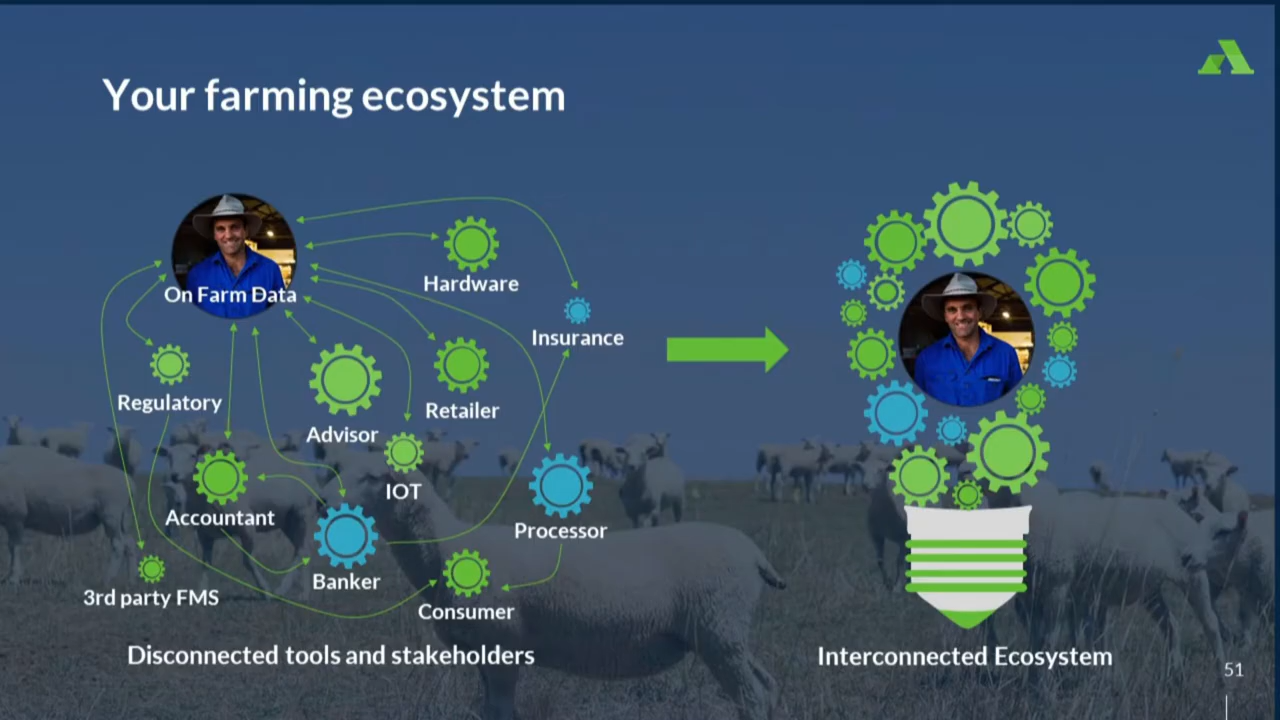 Your farming ecosystem
On Farm Data
Hardware
Insurance
Regulatory
Advisor
Retailer
IOT
Accountant
Processor
Banker
3rd party FMS
Consumer
Disconnected tools and stakeholders
Interconnected Ecosystem
51